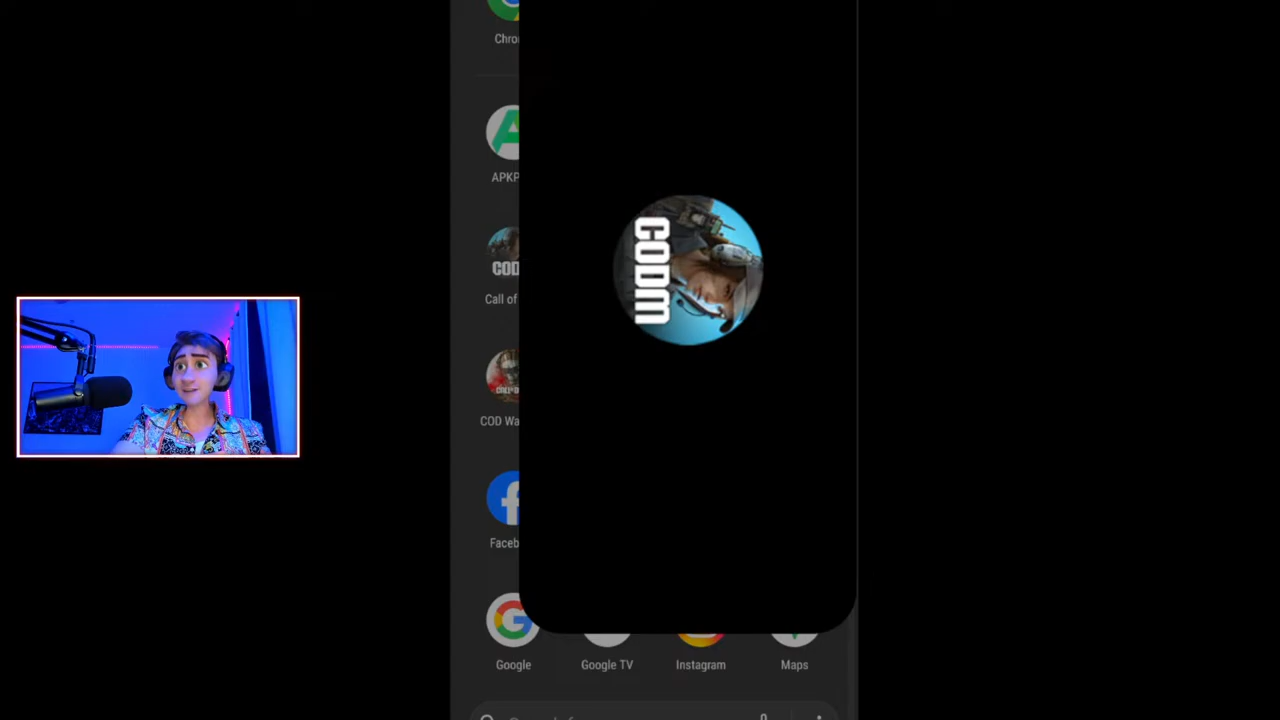 Chro
APKP
COD
Call of
CODM
COD Wa
Faceb
Google
Google TV
Instagram
Maps